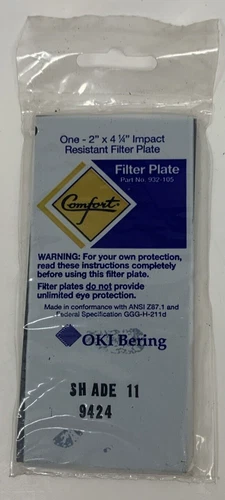 One - 2" x 4 ¼" Impact
Resistant Filter Plate
Filter Plate
Part No. 932-105
Comfort
WARNING: For your own protection,
read these instructions completely
before using this filter plate.
Filter plates do not provide
unlimited eye protection.
Made in conformance with ANSI Z87.1 and
Federal Specification GGG-H-211d
OKI Bering
SHADE 11
9424